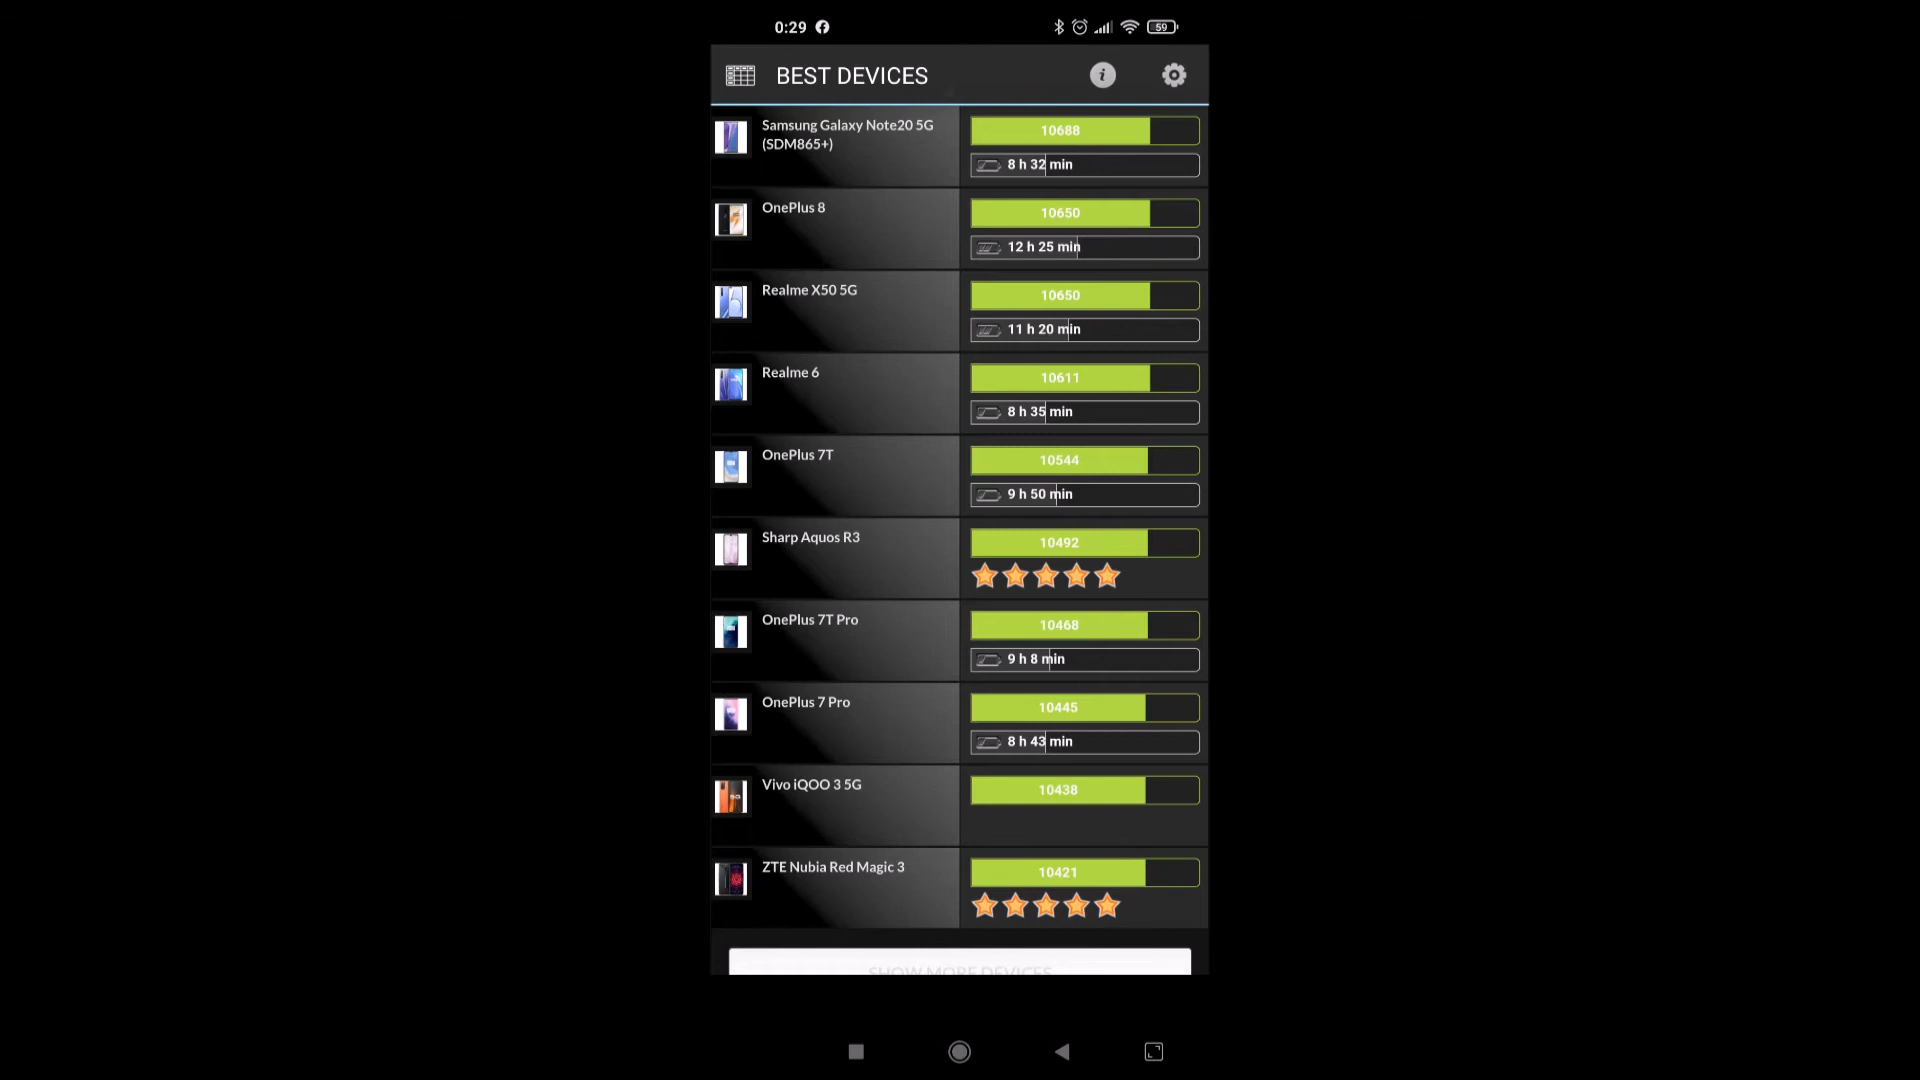 0:29
59
BEST DEVICES
Samsung Galaxy Note20 5G
(SDM865+)
10688
8 h 32 min
OnePlus 8
10650
12 h 25 min
Realme X50 5G
10650
11 h 20 min
Realme 6
10611
8 h 35 min
OnePlus 7T
10544
9 h 50 min
Sharp Aquos R3
10492
OnePlus 7T Pro
10468
9 h 8 min
OnePlus 7 Pro
10445
8 h 43 min
Vivo iQOO 3 5G
10438
ZTE Nubia Red Magic 3
10421
SHOW MORE DEVICES